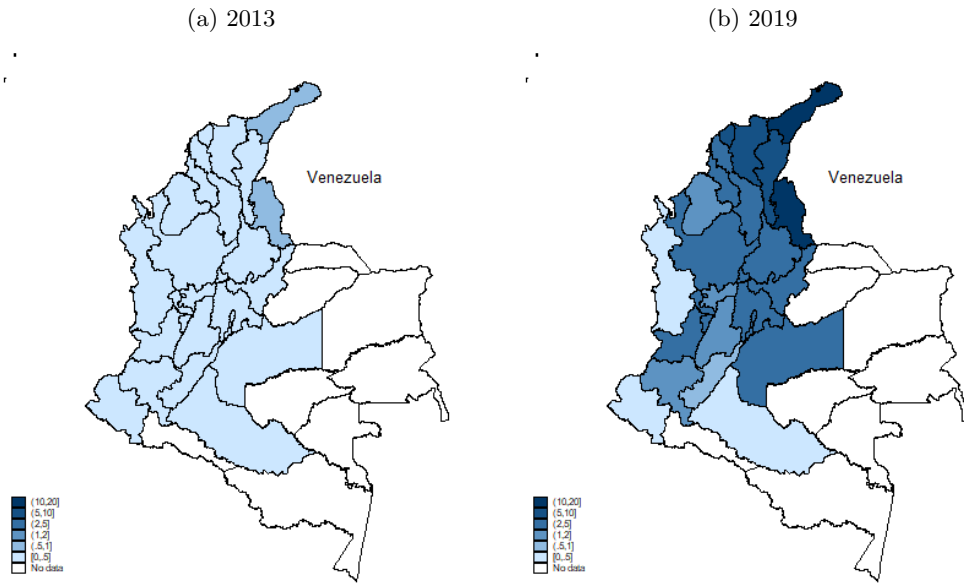 (a) 2013
(b) 2019
Venezuela
Venezuela
(10,20]
(5,10]
(2,5]
(1,2]
(.5,1]
[0,.5]
No data
(10,20]
(5,10]
(2,5]
(1,2]
(.5,1]
[0,.5]
No data